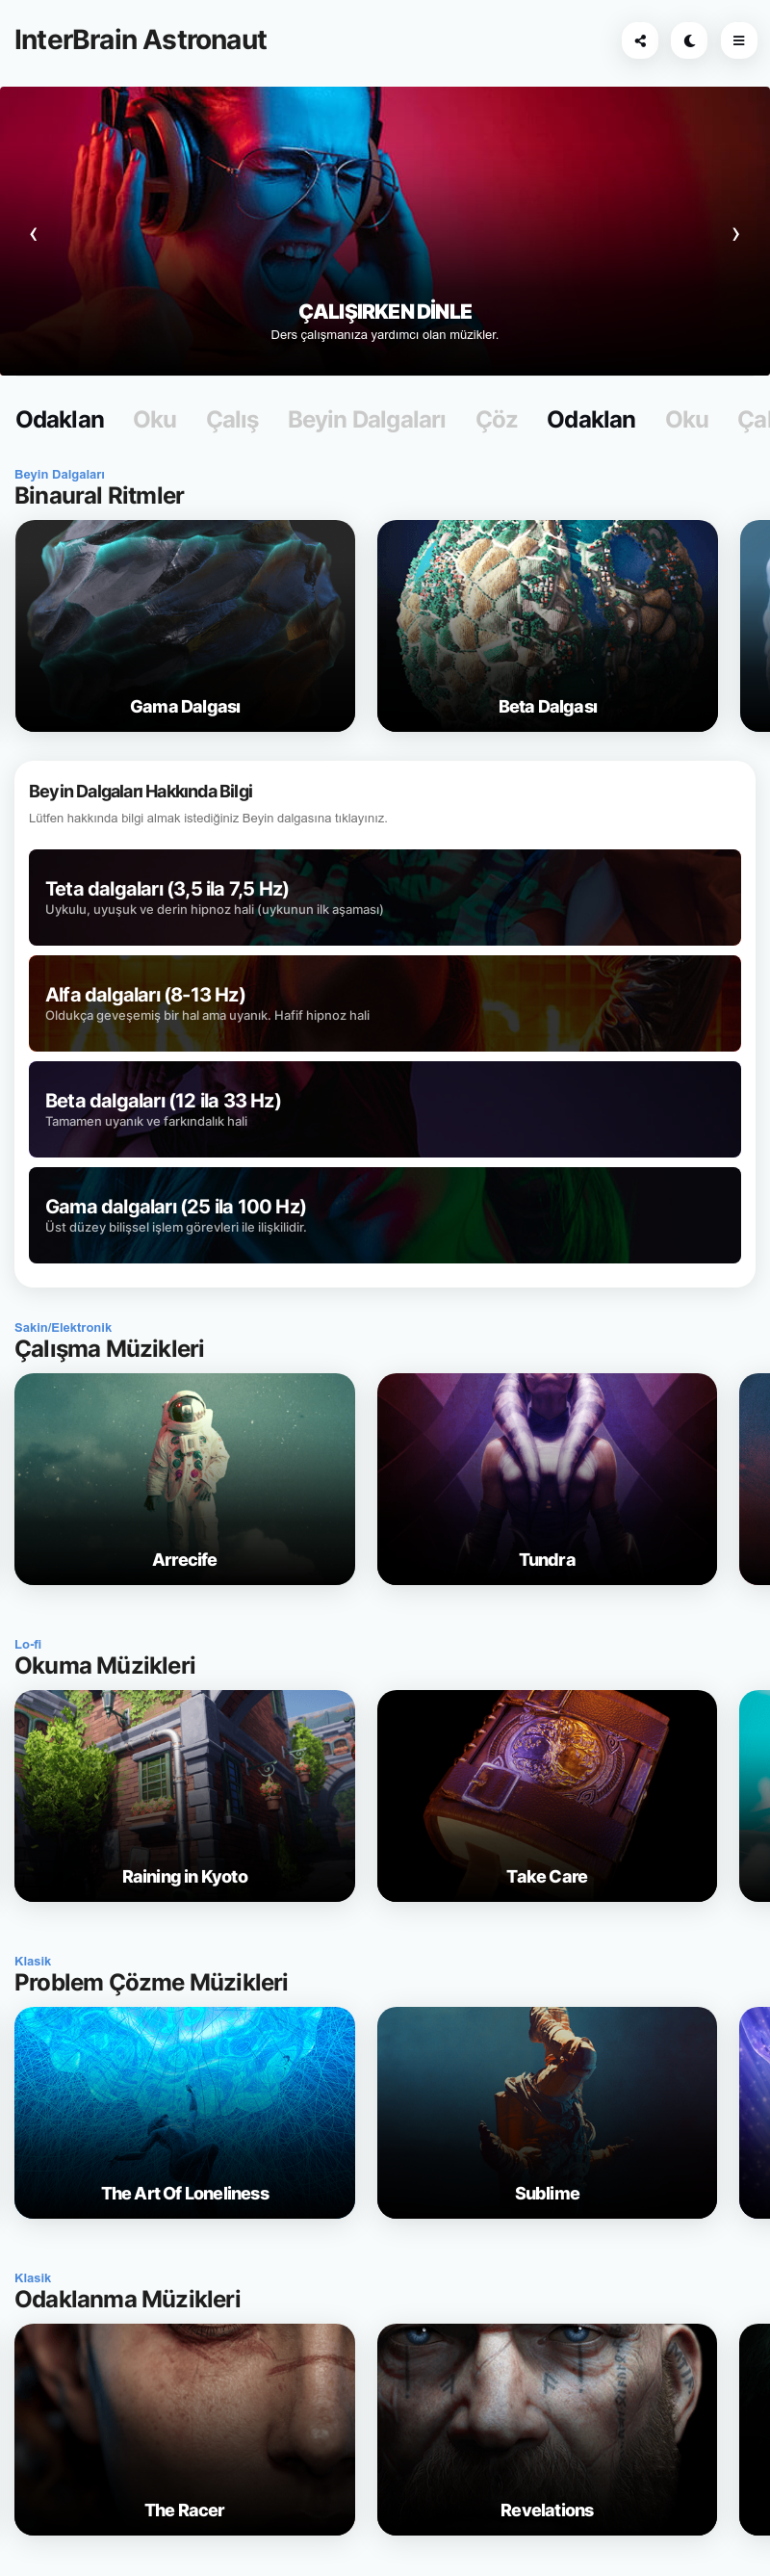 InterBrain Astronaut
ÇALIŞIRKEN DİNLE
Ders çalışmanıza yardımcı olan müzikler.
Odaklan Oku Çalış Beyin Dalgaları Çöz Odaklan Oku
Beyin Dalgaları
Binaural Ritmler
Gama Dalgası
Beta Dalgası
Beyin Dalgaları Hakkında Bilgi
Lütfen hakkında bilgi almak istediğiniz Beyin dalgasına tıklayınız.
Teta dalgaları (3,5 ila 7,5 Hz)
Uykulu, uyuşuk ve derin hipnoz hali (uykunun ilk aşaması)
Alfa dalgaları (8-13 Hz)
Oldukça geveşemiş bir hal ama uyanık. Hafif hipnoz hali
Beta dalgaları (12 ila 33 Hz)
Tamamen uyanık ve farkındalık hali
Gama dalgaları (25 ila 100 Hz)
Üst düzey bilişsel işlem görevleri ile ilişkilidir.
Sakin/Elektronik
Çalışma Müzikleri
Arrecife
Tundra
Lo-fi
Okuma Müzikleri
Raining in Kyoto
Take Care
Klasik
Problem Çözme Müzikleri
The Art Of Loneliness
Sublime
Klasik
Odaklanma Müzikleri
The Racer
Revelations